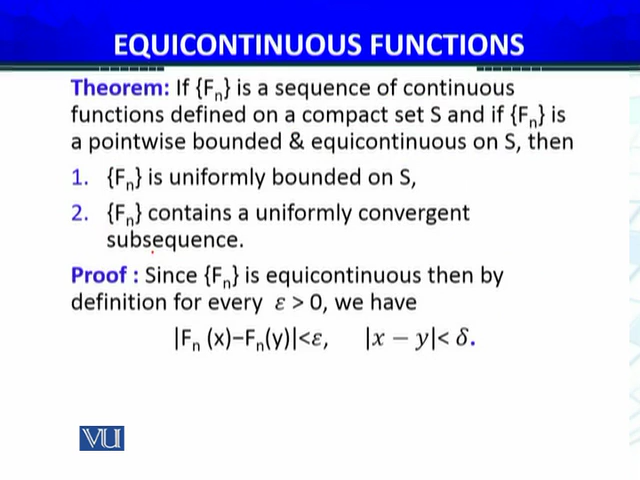 EQUICONTINUOUS FUNCTIONS
Theorem: If {Fₙ} is a sequence of continuous
functions defined on a compact set S and if {Fₙ} is
a pointwise bounded & equicontinuous on S, then
1. {Fₙ} is uniformly bounded on S,
2. {Fₙ} contains a uniformly convergent
subsequence.
Proof : Since {Fₙ} is equicontinuous then by
definition for every ε > 0, we have
|Fₙ (x)−Fₙ(y)|<ε, |x − y|< δ.
VU